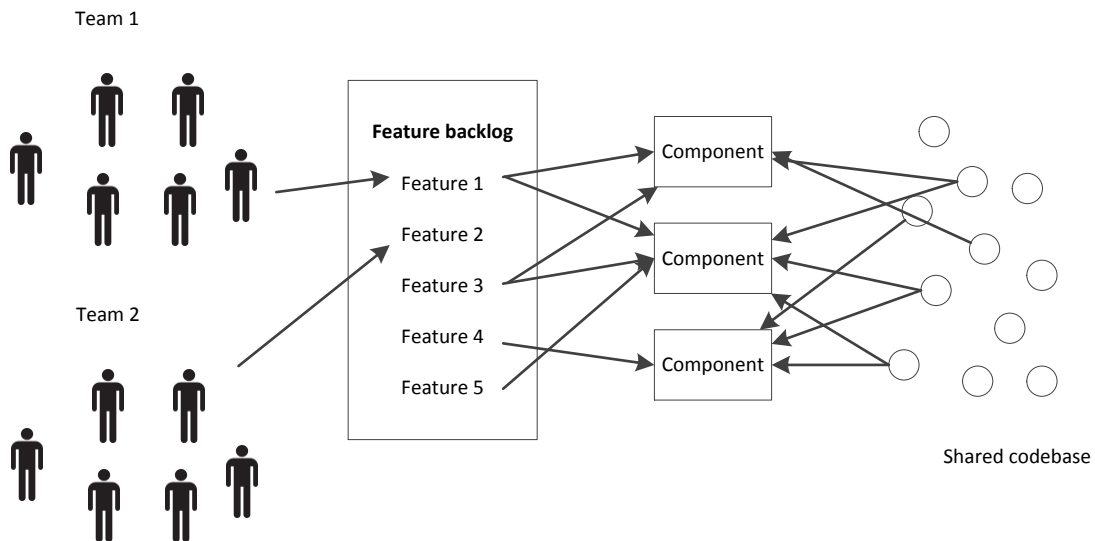 Team 1
Feature backlog
Feature 1
Feature 2
Feature 3
Feature 4
Feature 5
Team 2
Component
Component
Component
Shared codebase